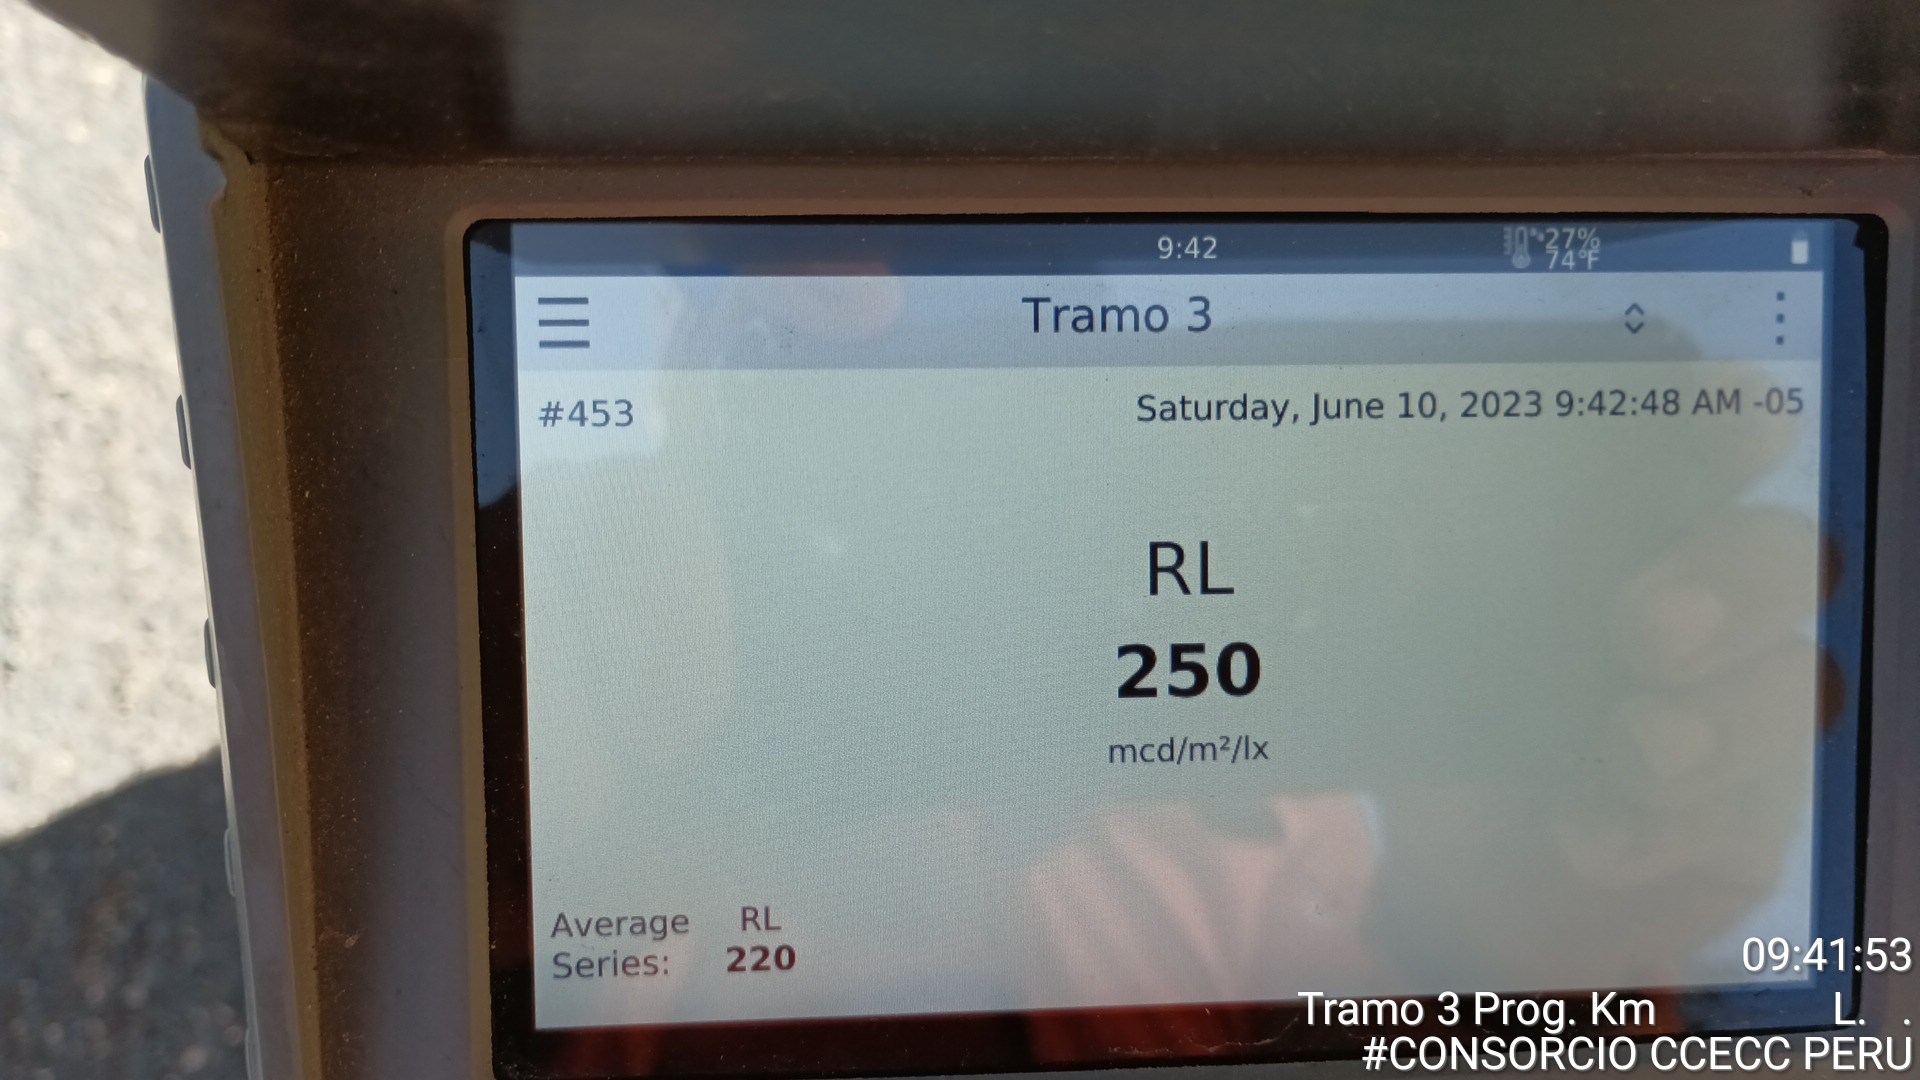 9:42
27%
74°F
Tramo 3
#453
Saturday, June 10, 2023 9:42:48 AM -05
RL
250
mcd/m²/lx
Average RL
Series: 220
09:41:53
Tramo 3 Prog. Km L. .
#CONSORCIO CCECC PERU